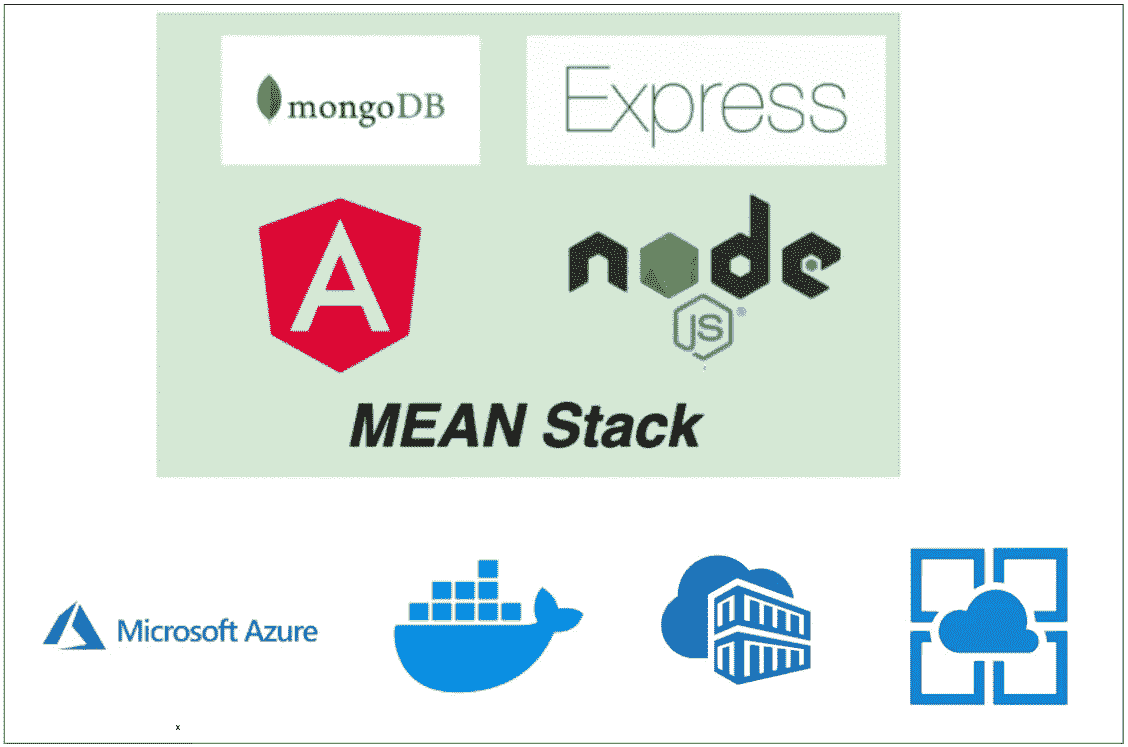 mongoDB
Express
A
node
JS
MEAN Stack
Microsoft Azure
x